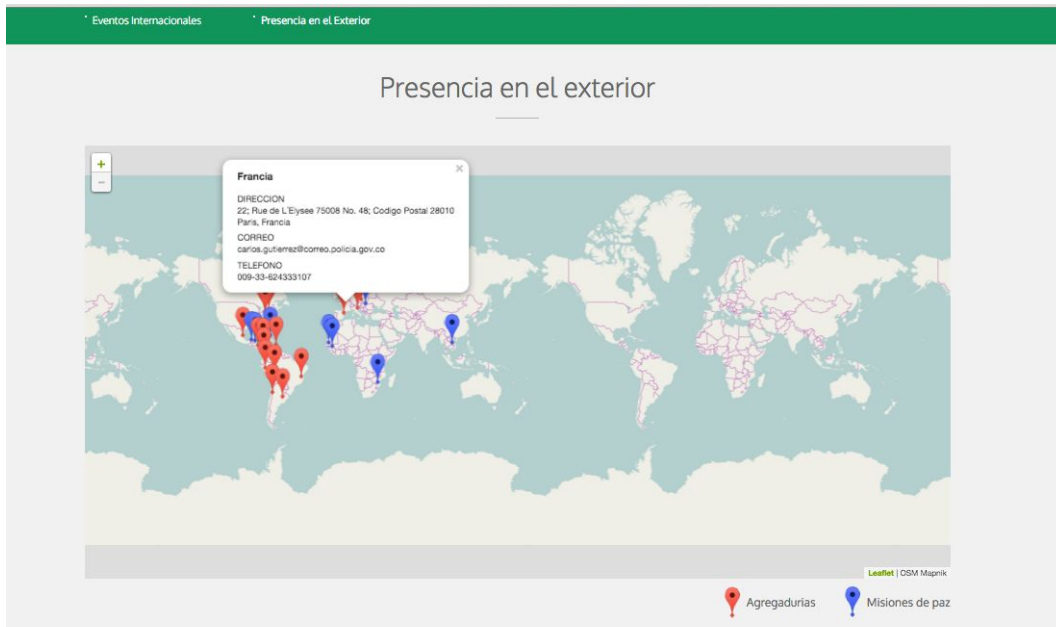 Eventos Internacionales
Presencia en el Exterior
Presencia en el exterior
+
−
×
Francia
DIRECCION
22; Rue de L'Elysee 75008 No. 48; Codigo Postal 28010
Paris, Francia
CORREO
carlos.gutierrez@correo.policia.gov.co
TELEFONO
009-33-624333107
Leaflet | OSM Mapnik
Agregadurias
Misiones de paz